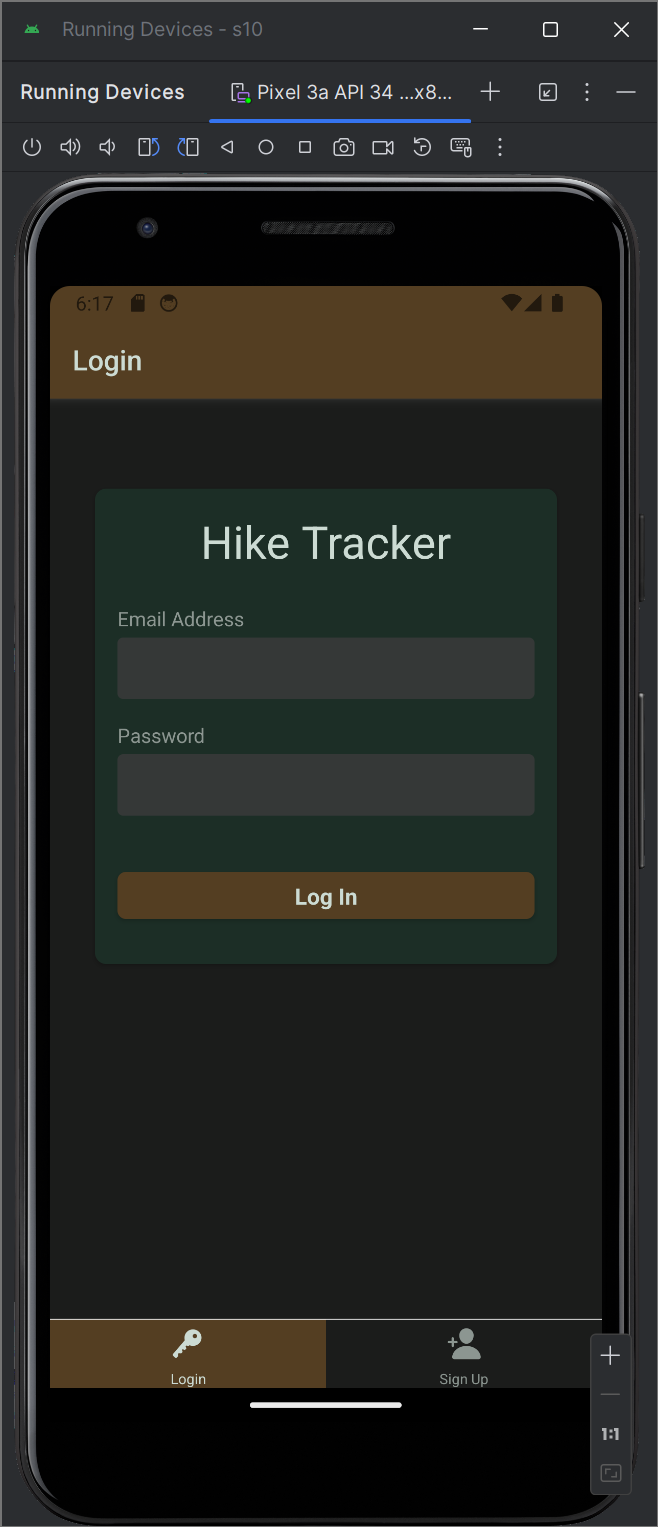 Running Devices - s10
Running Devices
Pixel 3a API 34 ...x8...
6:17
Login
Hike Tracker
Email Address
Password
Log In
Login
Sign Up
1:1